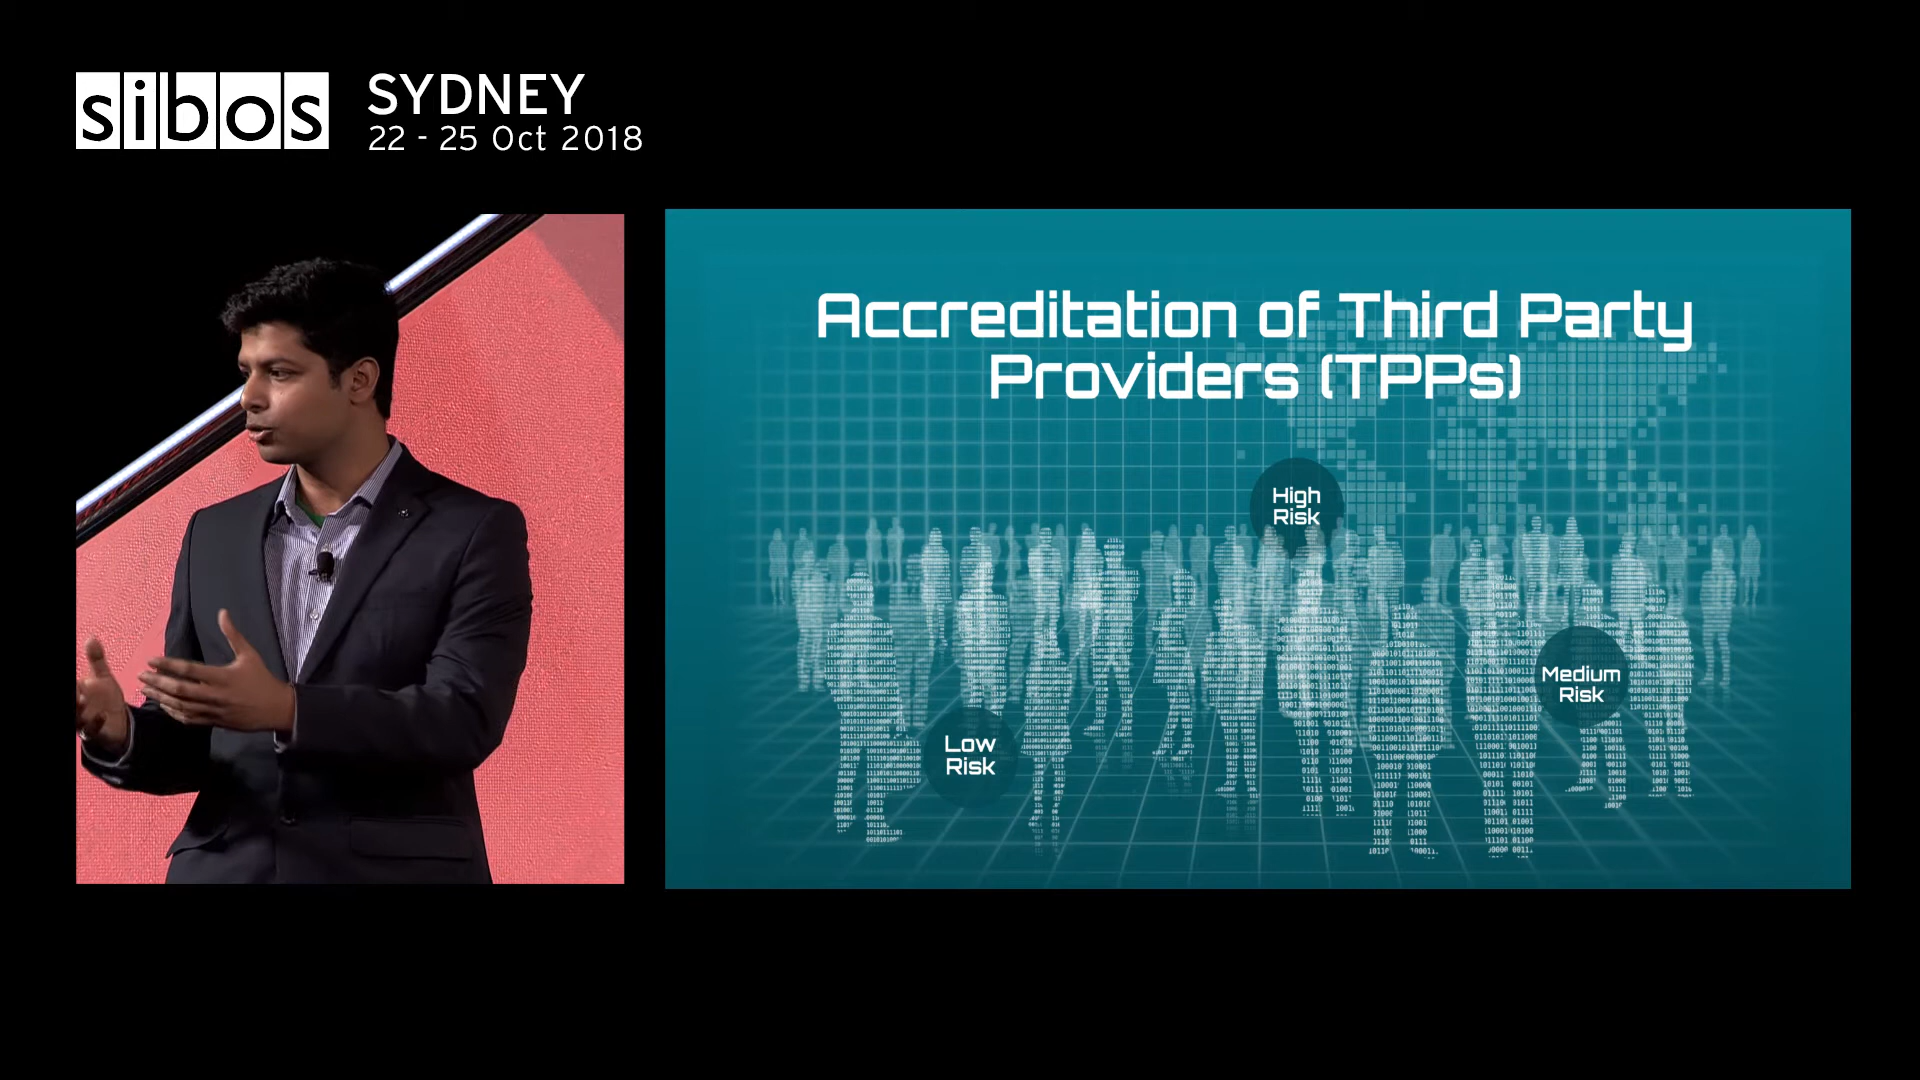 sibos
SYDNEY
22 - 25 Oct 2018
Accreditation of Third Party
Providers (TPPs)
High
Risk
Medium
Risk
Low
Risk